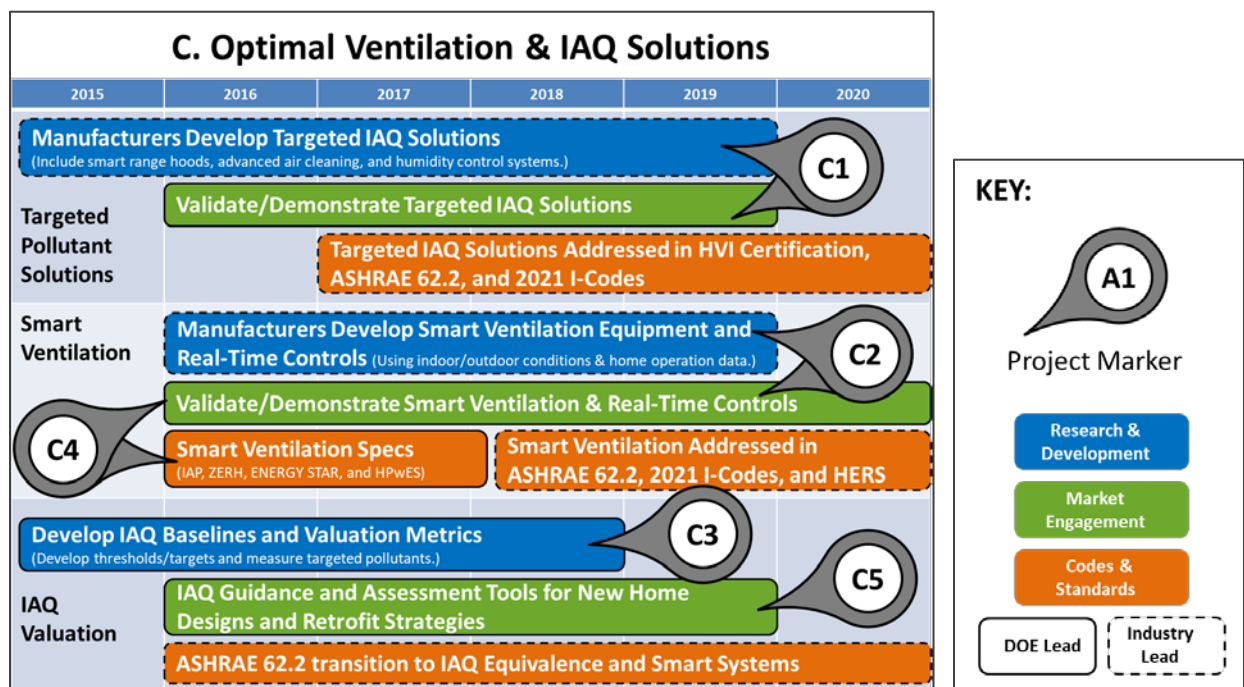 C. Optimal Ventilation & IAQ Solutions
2015 2016 2017 2018 2019 2020
Manufacturers Develop Targeted IAQ Solutions
(Include smart range hoods, advanced air cleaning, and humidity control systems.)
C1
Targeted
Pollutant
Solutions
Validate/Demonstrate Targeted IAQ Solutions
Targeted IAQ Solutions Addressed in HVI Certification,
ASHRAE 62.2, and 2021 I-Codes
Smart
Ventilation
Manufacturers Develop Smart Ventilation Equipment and
Real-Time Controls (Using indoor/outdoor conditions & home operation data.)
C2
Validate/Demonstrate Smart Ventilation & Real-Time Controls
C4
Smart Ventilation Specs
(IAP, ZERH, ENERGY STAR, and HPwES)
Smart Ventilation Addressed in
ASHRAE 62.2, 2021 I-Codes, and HERS
Develop IAQ Baselines and Valuation Metrics
(Develop thresholds/targets and measure targeted pollutants.)
C3
IAQ
Valuation
IAQ Guidance and Assessment Tools for New Home
Designs and Retrofit Strategies
C5
ASHRAE 62.2 transition to IAQ Equivalence and Smart Systems
KEY:
A1
Project Marker
Research &
Development
Market
Engagement
Codes &
Standards
DOE Lead
Industry
Lead